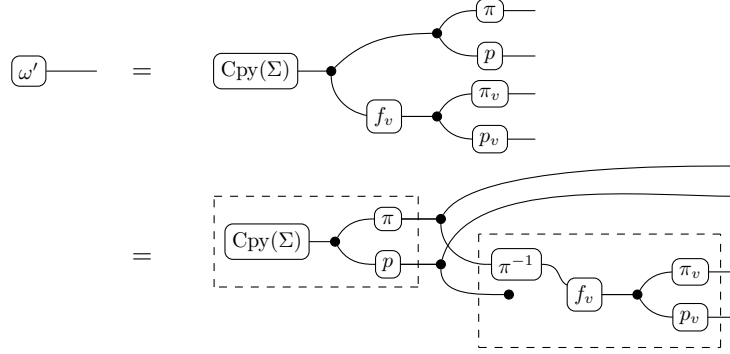 π
p
ω′ = Cpy(Σ)
π_v
f_v
p_v
π
Cpy(Σ)
= p π⁻¹ π_v
f_v
p_v